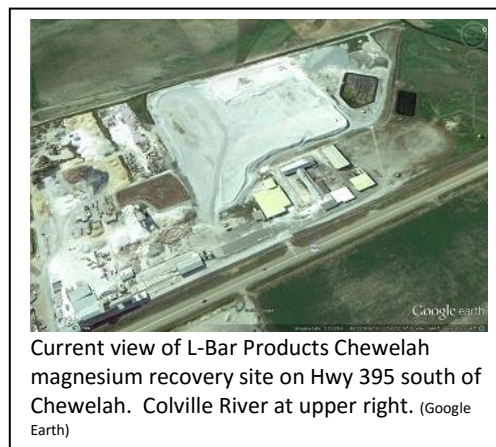 Google earth
Current view of L-Bar Products Chewelah
magnesium recovery site on Hwy 395 south of
Chewelah.  Colville River at upper right. (Google
Earth)